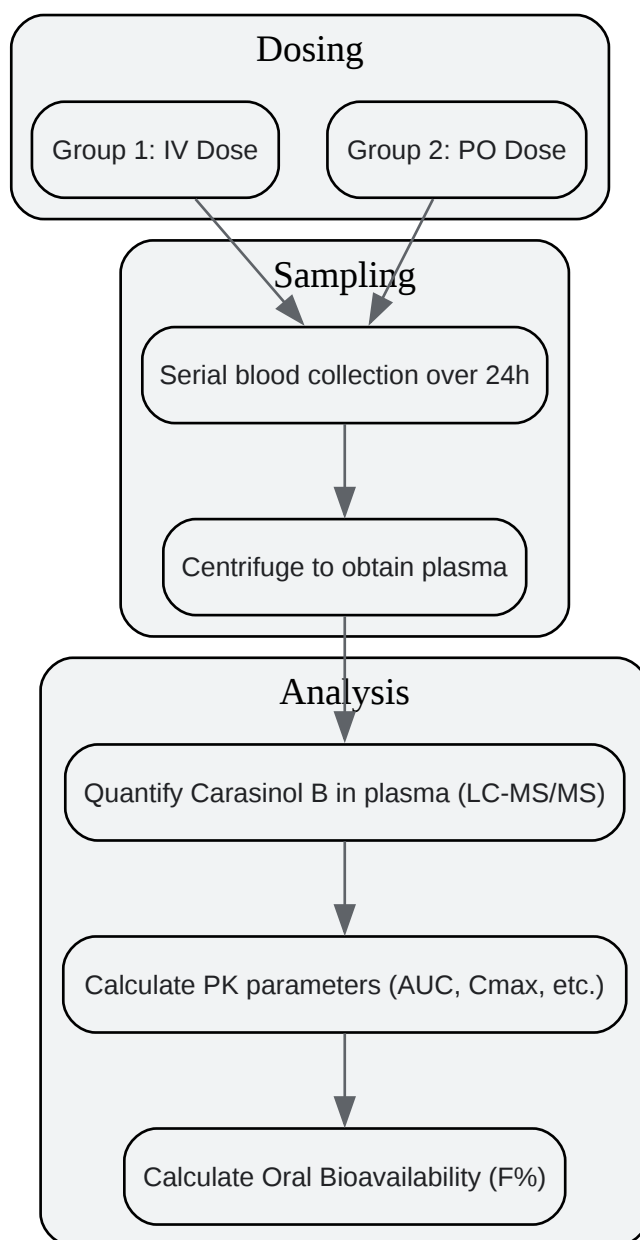 Dosing
Group 1: IV Dose
Group 2: PO Dose
Sampling
Serial blood collection over 24h
Centrifuge to obtain plasma
Analysis
Quantify Carasinol B in plasma (LC-MS/MS)
Calculate PK parameters (AUC, Cmax, etc.)
Calculate Oral Bioavailability (F%)